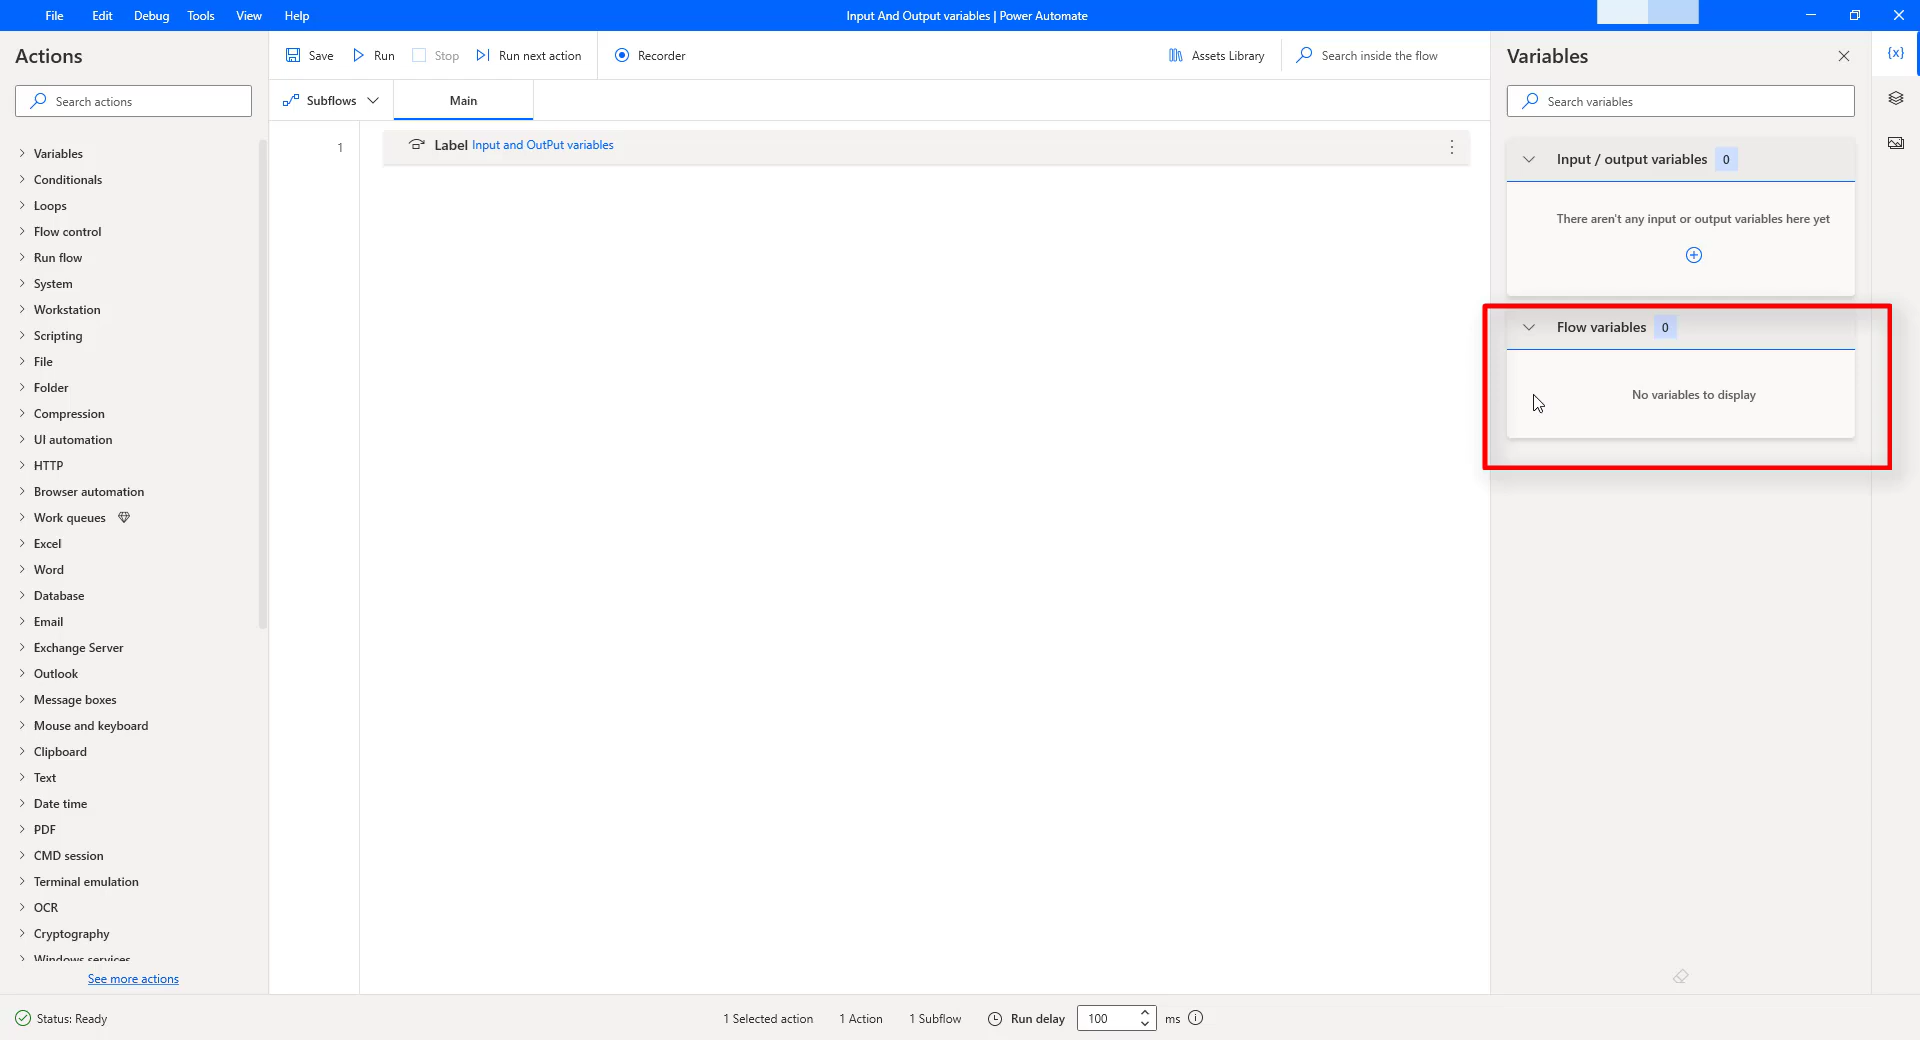 File Edit Debug Tools View Help
Input And Output variables | Power Automate
Actions
Search actions
Variables
Conditionals
Loops
Flow control
Run flow
System
Workstation
Scripting
File
Folder
Compression
UI automation
HTTP
Browser automation
Work queues
Excel
Word
Database
Email
Exchange Server
Outlook
Message boxes
Mouse and keyboard
Clipboard
Text
Date time
PDF
CMD session
Terminal emulation
OCR
Cryptography
Windows services
See more actions
Save Run Stop Run next action Recorder
Assets Library Search inside the flow
Subflows Main
1 Label Input and OutPut variables
Variables
{x}
Search variables
Input / output variables 0
There aren't any input or output variables here yet
Flow variables 0
No variables to display
Status: Ready
1 Selected action 1 Action 1 Subflow Run delay 100 ms